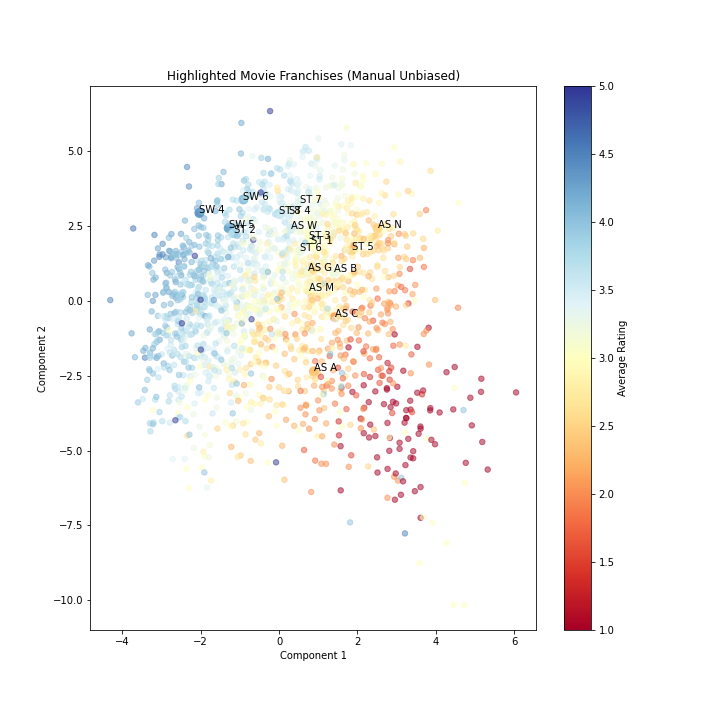 Highlighted Movie Franchises (Manual Unbiased)
5.0
2.5
0.0
−2.5
−5.0
−7.5
−10.0
Component 2
SW 6
ST 7
SW 4
ST 8
ST 4
SW 5
ST 2
AS W
AS N
ST 3
ST 1
ST 6
ST 5
AS G
AS B
AS M
AS C
AS A
−4
−2
0
2
4
6
Component 1
5.0
4.5
4.0
3.5
3.0
2.5
2.0
1.5
1.0
Average Rating